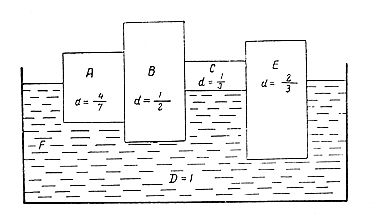 A
d = 4/7
B
d = 1/2
C
d = 1/3
E
d = 2/3
F
D = 1